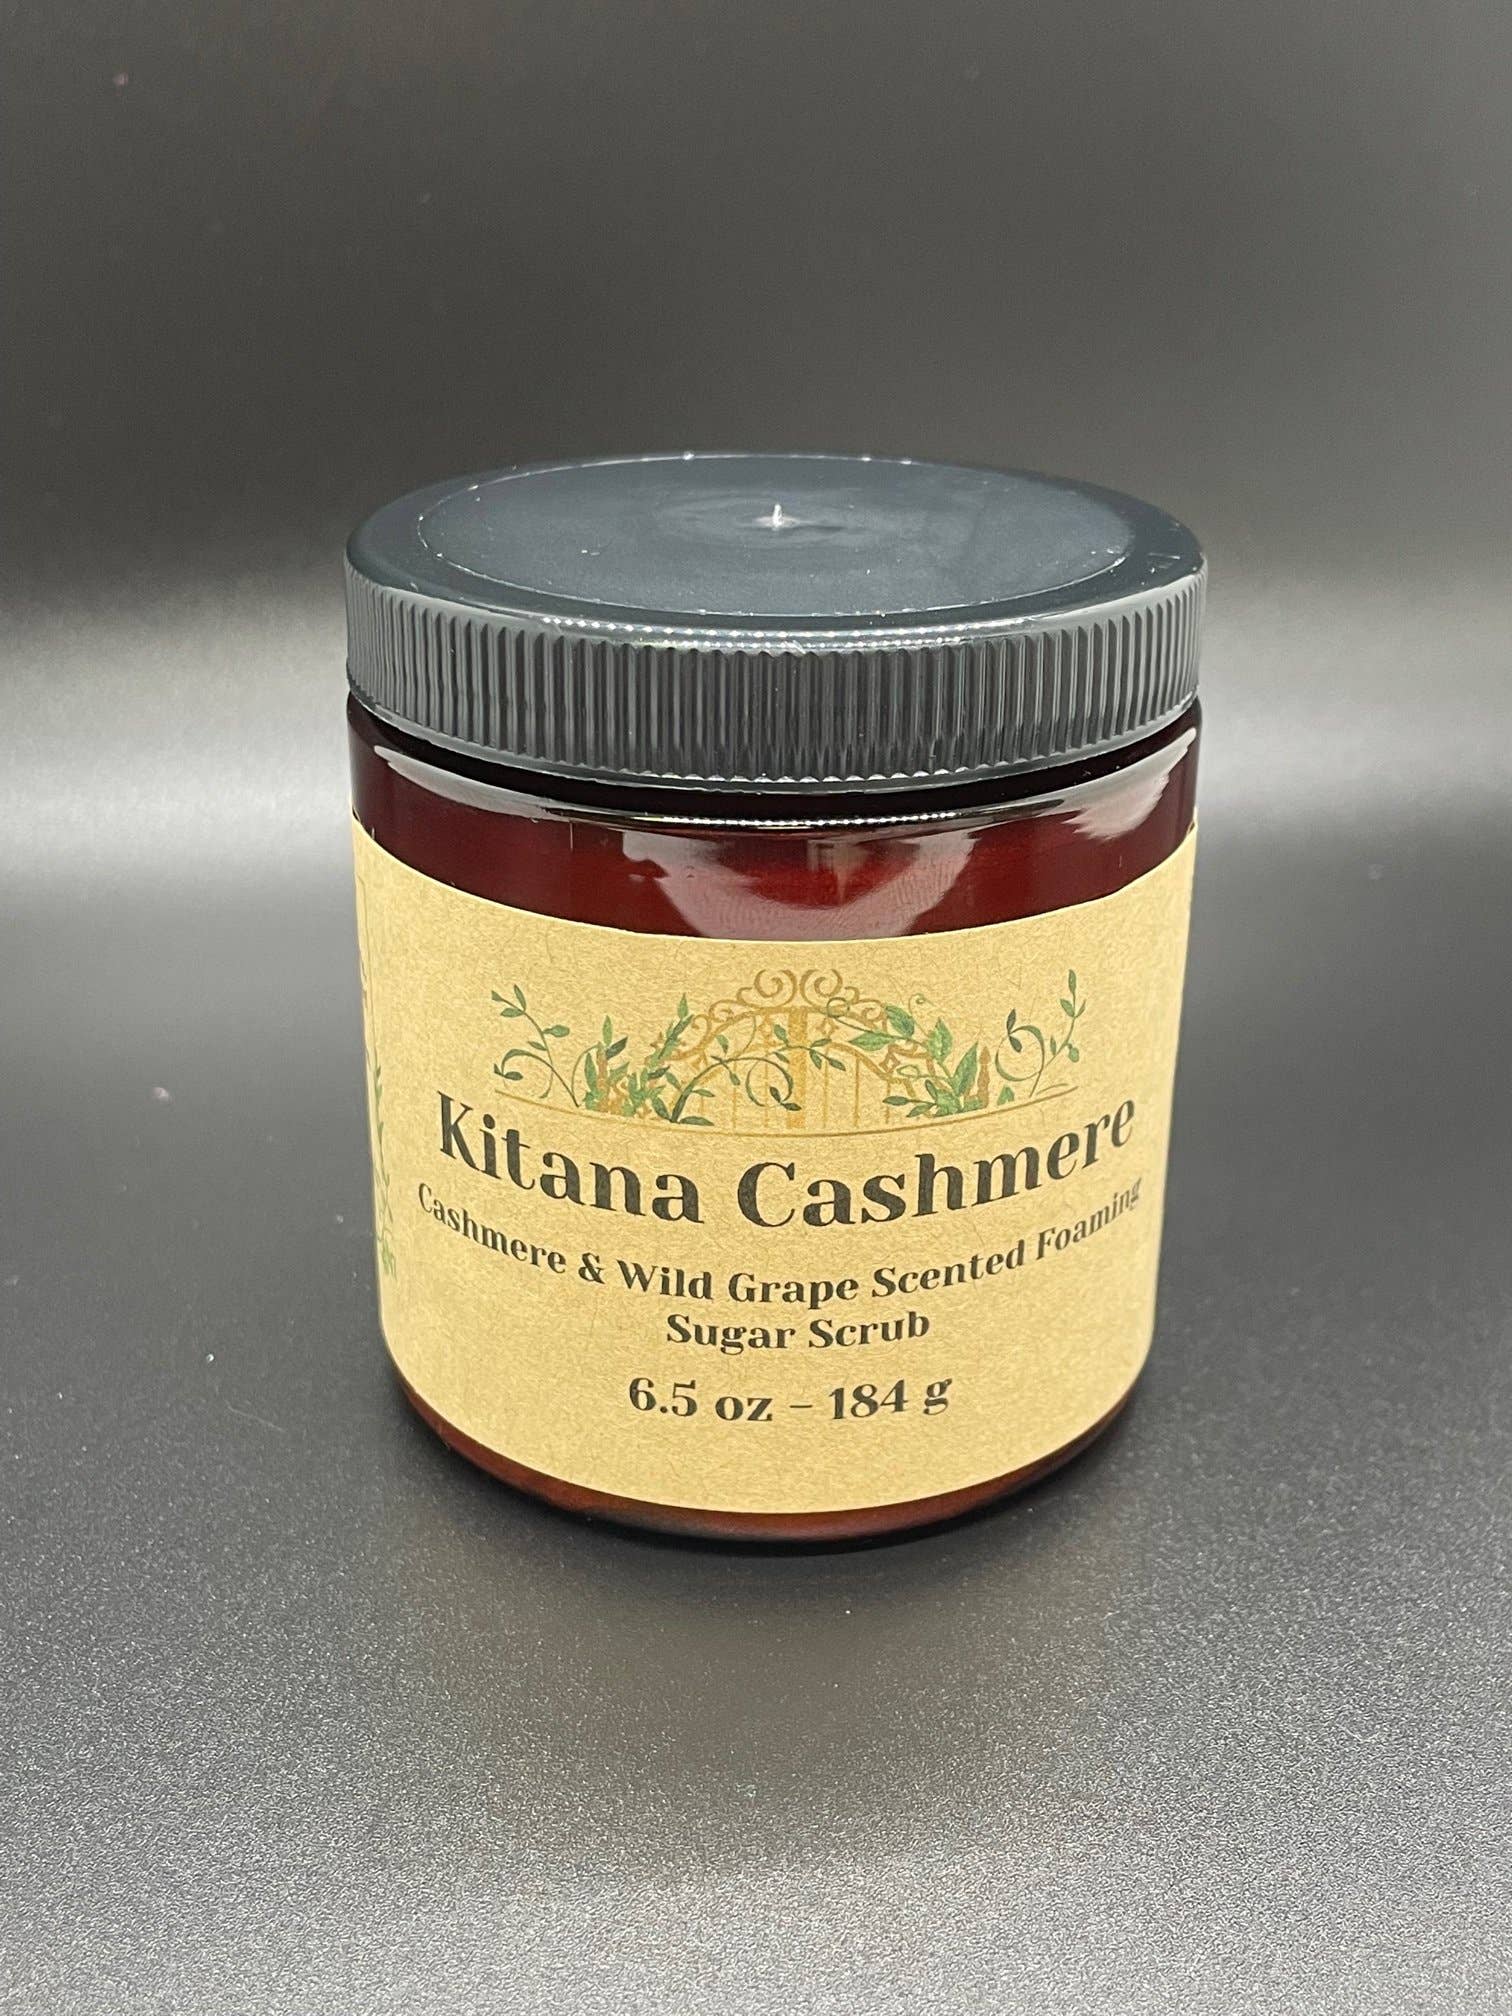 Kitana Cashmere
Cashmere & Wild Grape Scented Foaming
Sugar Scrub
6.5 oz – 184 g